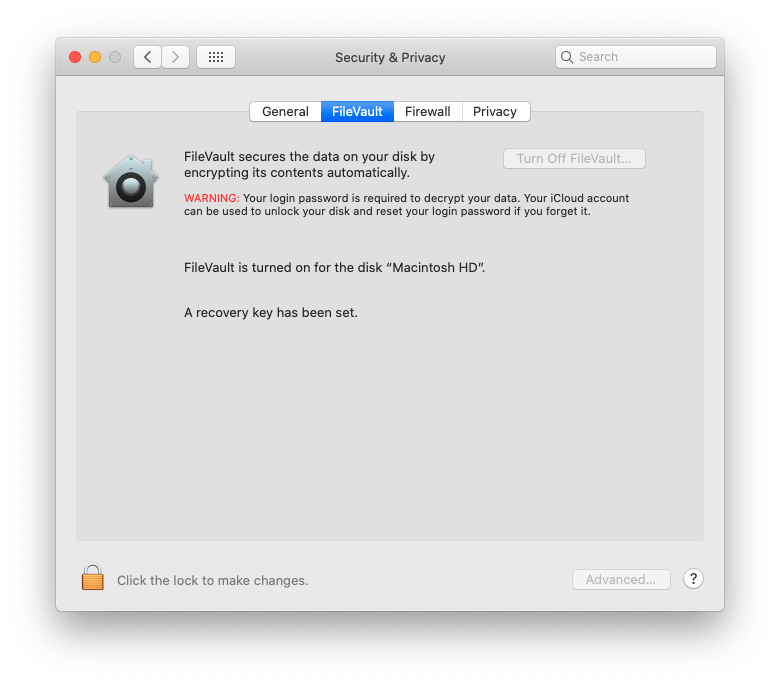 Security & Privacy
Search
General
FileVault
Firewall
Privacy
FileVault secures the data on your disk by
encrypting its contents automatically.
Turn Off FileVault...
WARNING: Your login password is required to decrypt your data. Your iCloud account
can be used to unlock your disk and reset your login password if you forget it.
FileVault is turned on for the disk “Macintosh HD”.
A recovery key has been set.
Click the lock to make changes.
Advanced...
?